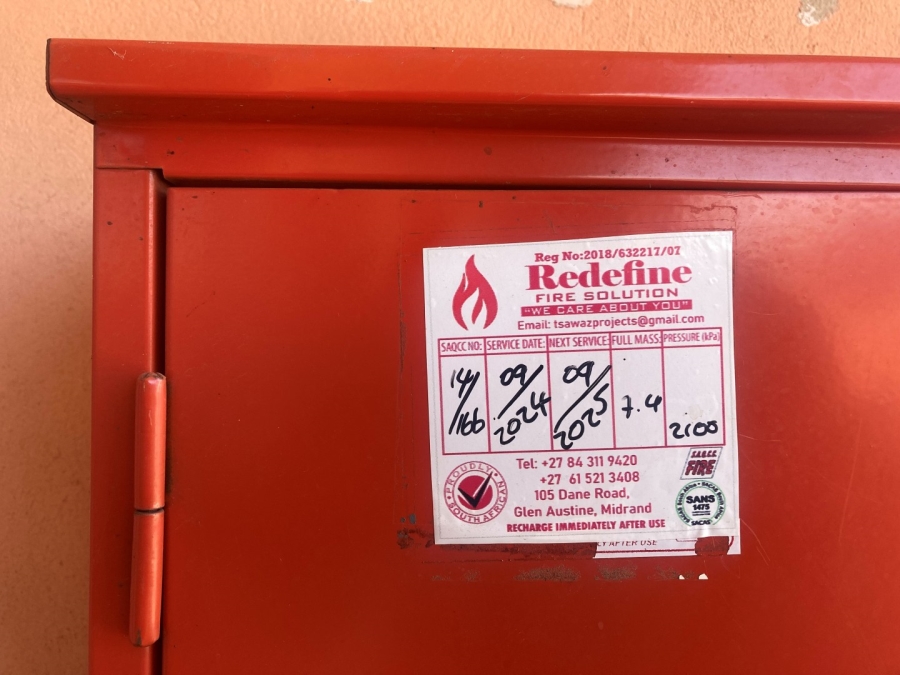 Reg No:2018/632217/07
Redefine
FIRE SOLUTION
"WE CARE ABOUT YOU"
Email: tsawazprojects@gmail.com
SAQCC NO: SERVICE DATE: NEXT SERVICE: FULL MASS: PRESSURE (kPa)
14/166 09/2024 09/2025 7.4 2100
Tel: +27 84 311 9420
+27 61 521 3408
105 Dane Road,
Glen Austine, Midrand
RECHARGE IMMEDIATELY AFTER USE
PROUDLY SOUTH AFRICAN
S.A.Q.C.C.
FIRE
SANS
1475
SACAS
LY AFTER USE